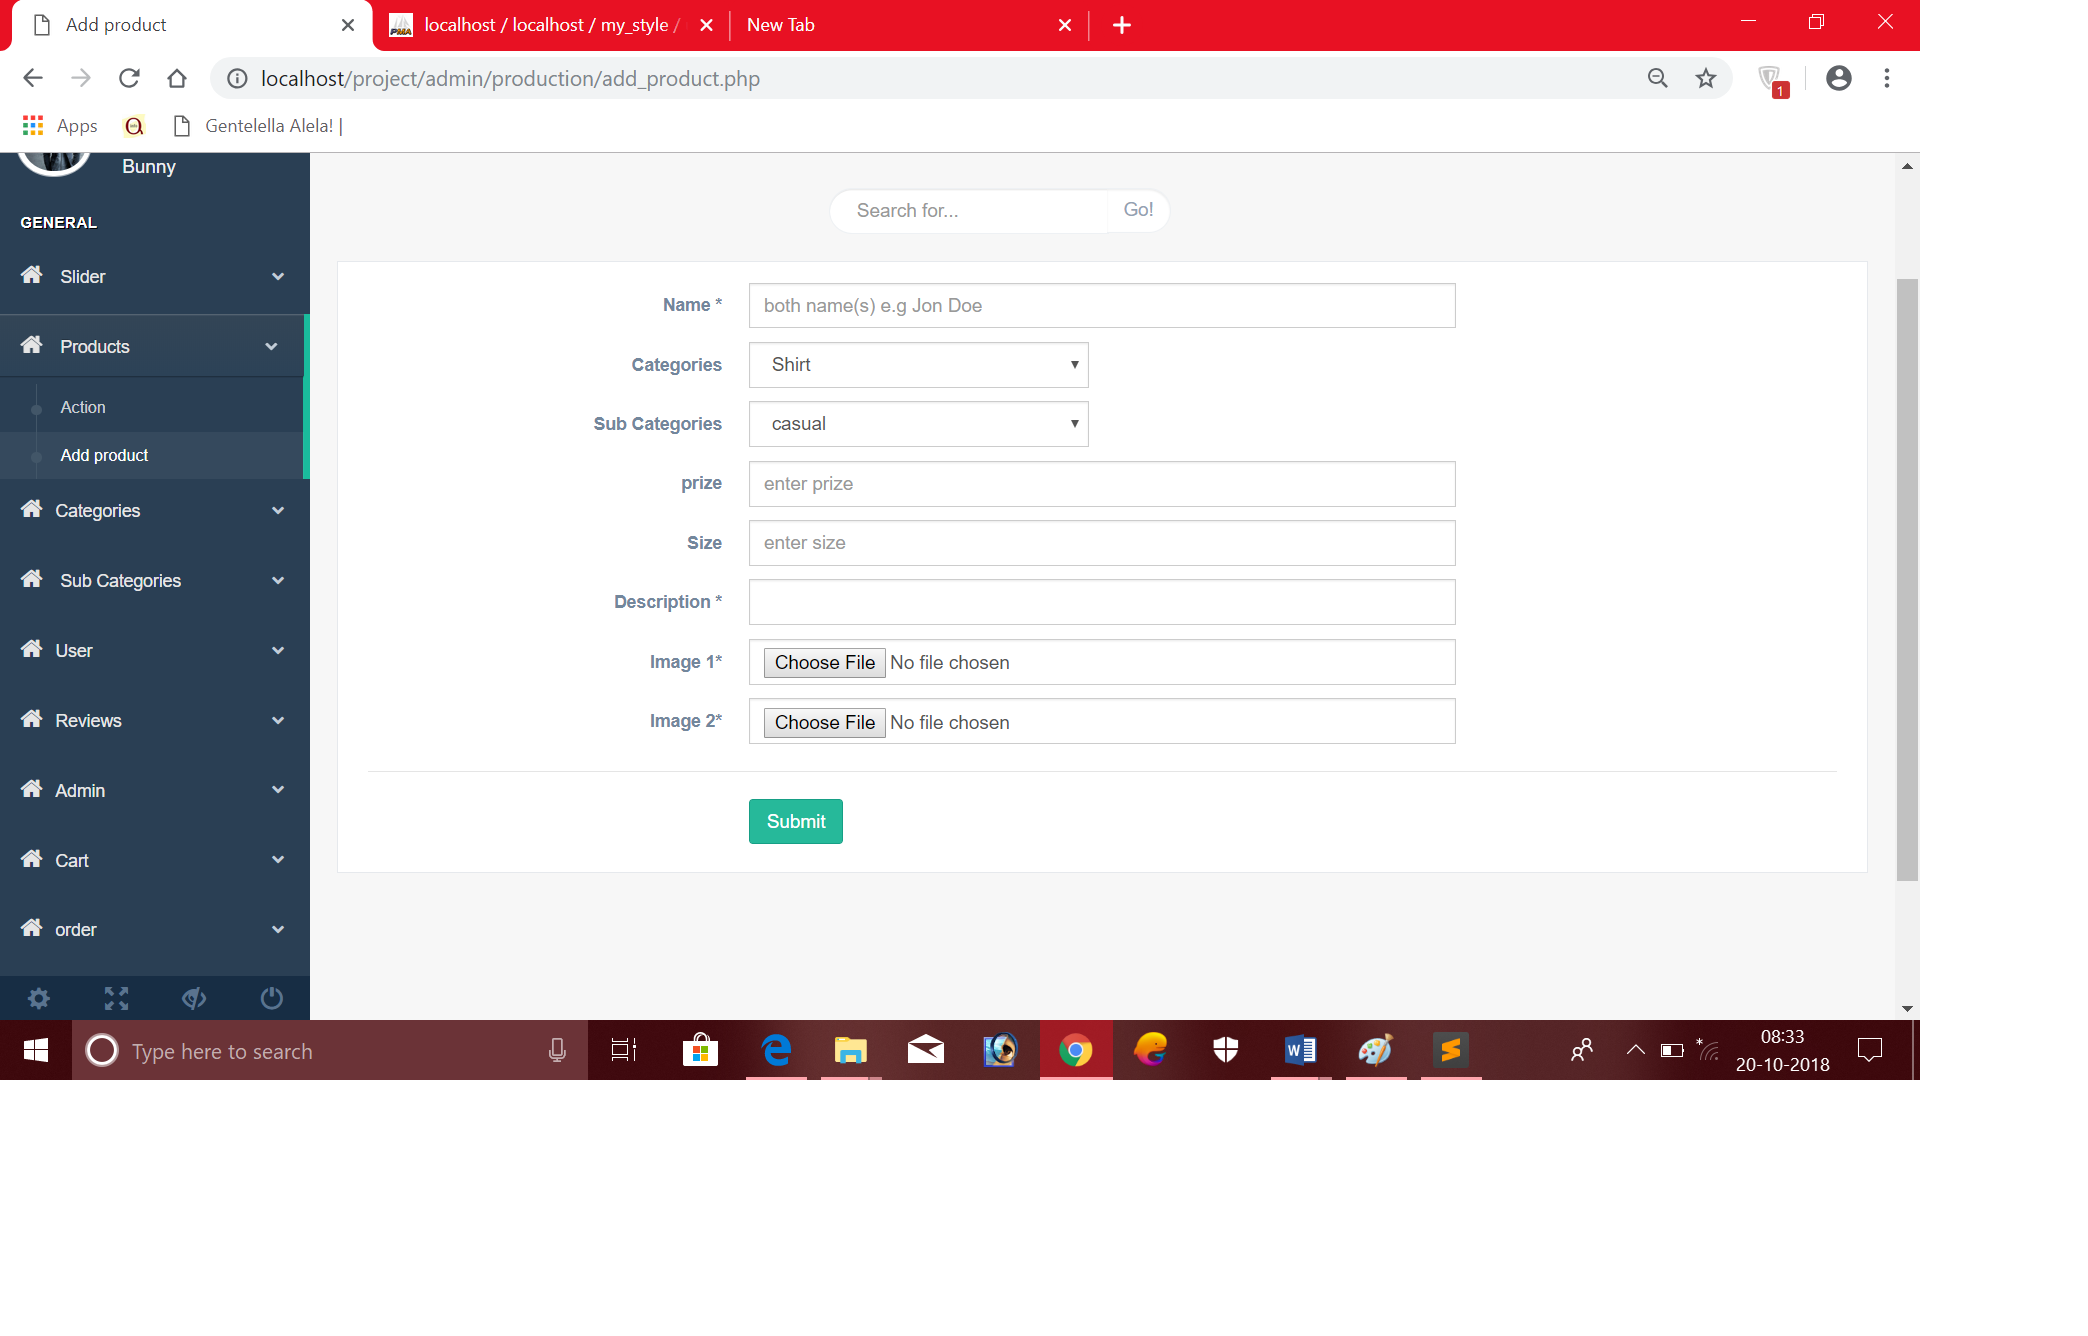 Add product
localhost / localhost / my_style /
New Tab
localhost/project/admin/production/add_product.php
1
Apps
Gentelella Alela! |
Bunny
GENERAL
Slider
Products
Action
Add product
Categories
Sub Categories
User
Reviews
Admin
Cart
order
Search for...
Go!
Name *
both name(s) e.g Jon Doe
Categories
Shirt
Sub Categories
casual
prize
enter prize
Size
enter size
Description *
Image 1*
Choose File No file chosen
Image 2*
Choose File No file chosen
Submit
Type here to search
08:33
20-10-2018